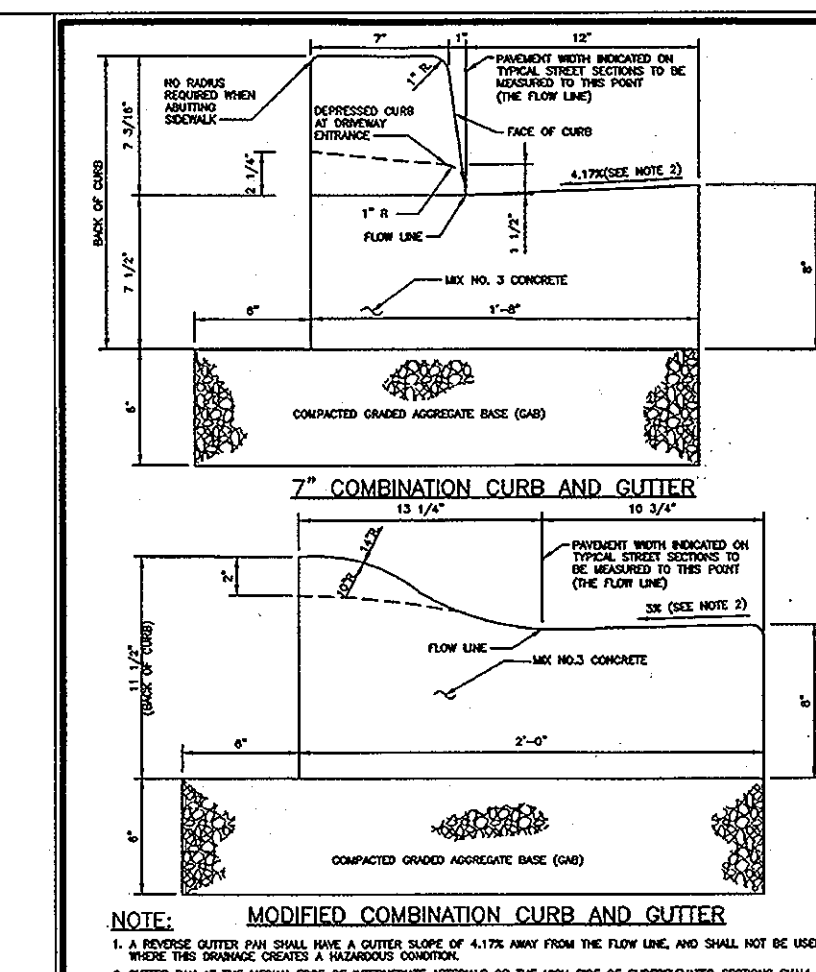 7" 1" 12"
NO RADIUS
REQUIRED WHEN
ABUTTING
SIDEWALK
1" R.
PAVEMENT WIDTH INDICATED ON
TYPICAL STREET SECTIONS TO BE
MEASURED TO THIS POINT
(THE FLOW LINE)
DEPRESSED CURB
AT DRIVEWAY
ENTRANCE
FACE OF CURB
7 3/16"
2 1/4"
BACK OF CURB
4.17%(SEE NOTE 2)
1" R
FLOW LINE
1 1/2"
7 1/2"
8"
MIX NO. 3 CONCRETE
6"
1'-8"
6"
COMPACTED GRADED AGGREGATE BASE (GAB)
7" COMBINATION CURB AND GUTTER
13 1/4" 10 3/4"
PAVEMENT WIDTH INDICATED ON
TYPICAL STREET SECTIONS TO
BE MEASURED TO THIS POINT
(THE FLOW LINE)
14"R
10"R
2"
3% (SEE NOTE 2)
FLOW LINE
MIX NO.3 CONCRETE
11 1/2"
(BACK OF CURB)
8"
6"
2'-0"
6"
COMPACTED GRADED AGGREGATE BASE (GAB)
NOTE: MODIFIED COMBINATION CURB AND GUTTER
1. A REVERSE GUTTER PAN SHALL HAVE A GUTTER SLOPE OF 4.17% AWAY FROM THE FLOW LINE, AND SHALL NOT BE USE
WHERE THIS DRAINAGE CREATES A HAZARDOUS CONDITION.